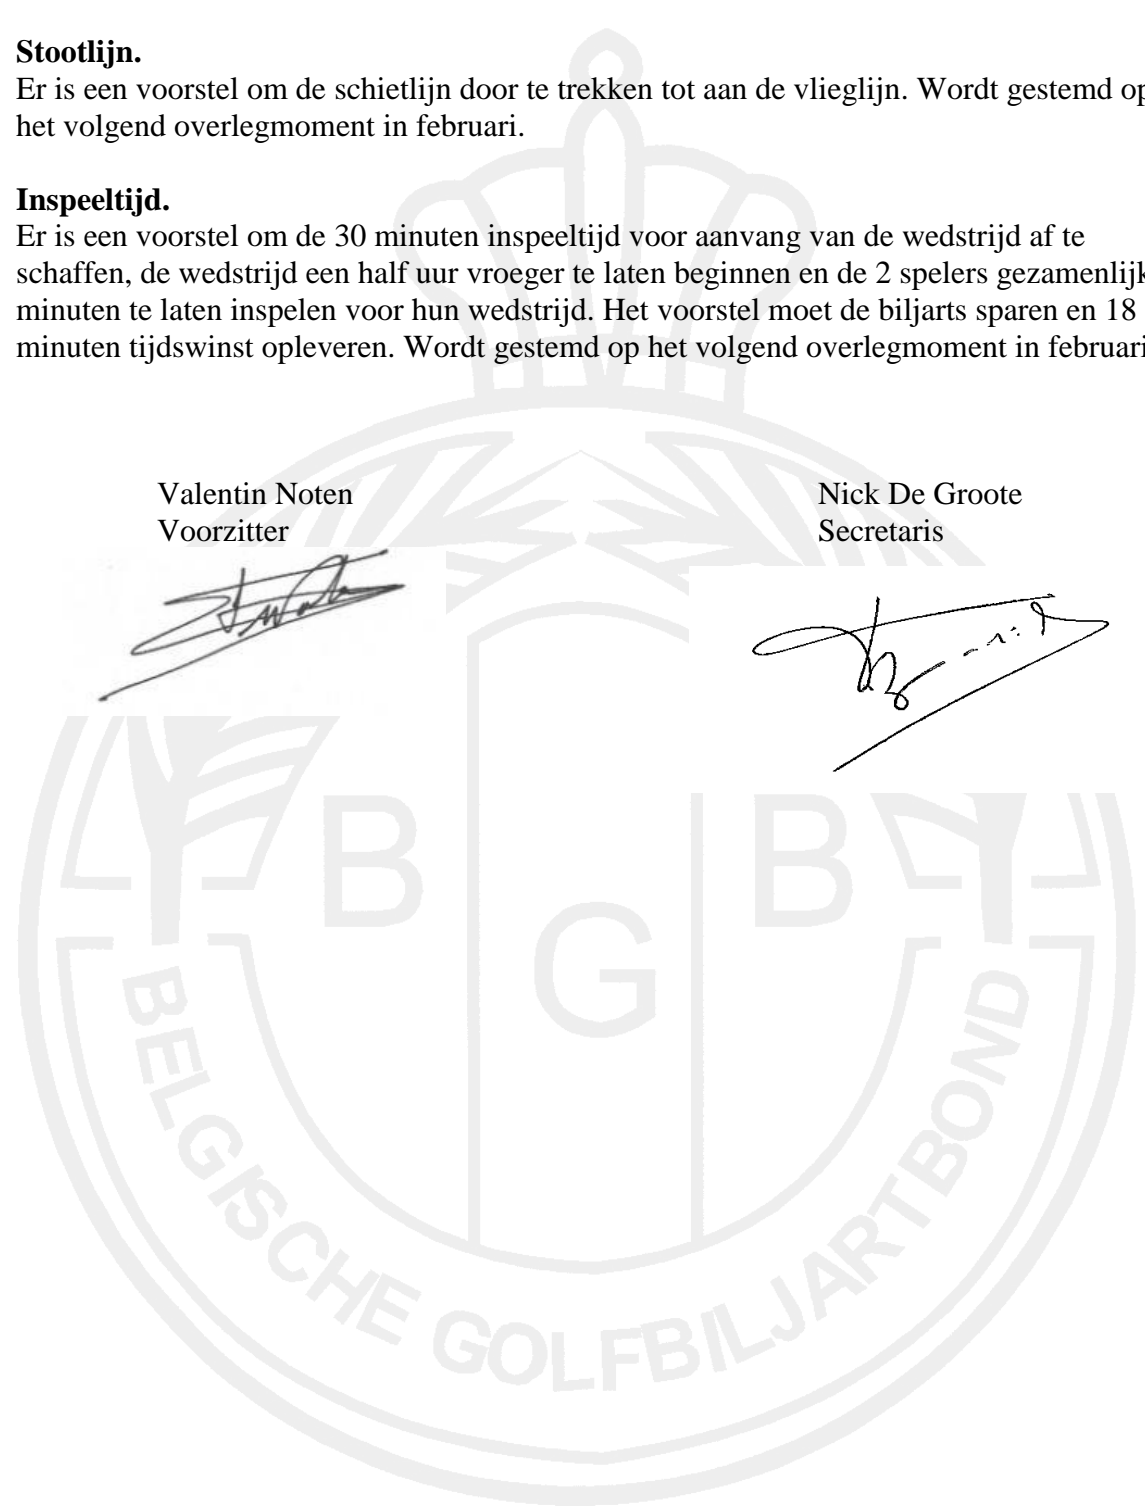 Stootlijn.
Er is een voorstel om de schietlijn door te trekken tot aan de vlieglijn. Wordt gestemd op
het volgend overlegmoment in februari.
Inspeeltijd.
Er is een voorstel om de 30 minuten inspeeltijd voor aanvang van de wedstrijd af te
schaffen, de wedstrijd een half uur vroeger te laten beginnen en de 2 spelers gezamenlijk
minuten te laten inspelen voor hun wedstrijd. Het voorstel moet de biljarts sparen en 18
minuten tijdswinst opleveren. Wordt gestemd op het volgend overlegmoment in februari
Valentin Noten
Voorzitter
Nick De Groote
Secretaris
B G B
BELGISCHE GOLFBILJARTBOND